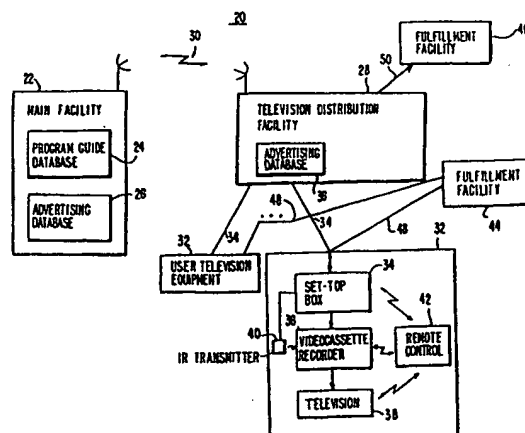 20
30
FULFILLMENT
FACILITY
50
22
28
MAIN FACILITY
TELEVISION DISTRIBUTION
FACILITY
PROGRAM GUIDE
DATABASE
24
ADVERTISING
DATABASE
36
FULFILLMENT
FACILITY
44
ADVERTISING
DATABASE
26
32
34
48
34
48
32
USER TELEVISION
EQUIPMENT
SET-TOP
BOX
34
42
40
36
IR TRANSMITTER
VIDEOCASSETTE
RECORDER
REMOTE
CONTROL
TELEVISION
38